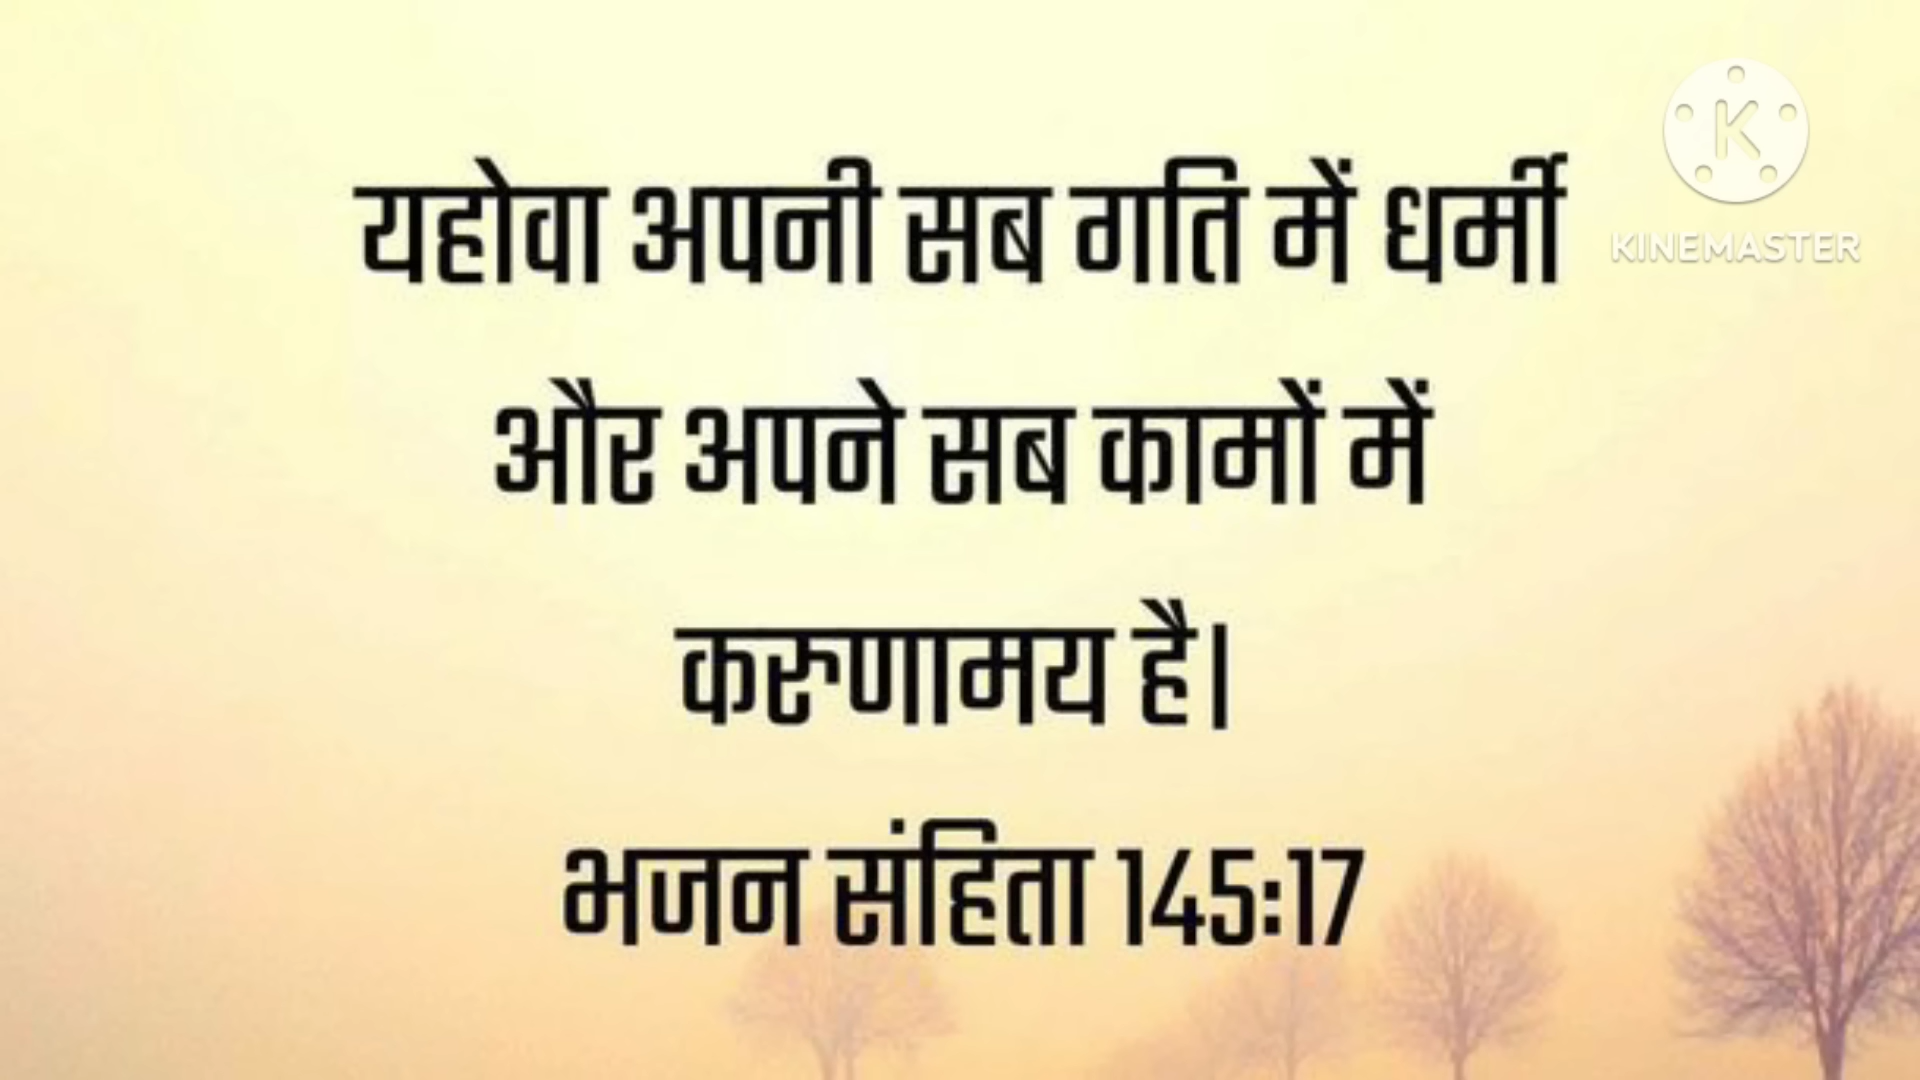 यहोवा अपनी सब गति में धर्मी
और अपने सब कामों में
करुणामय है।
भजन संहिता 145:17
K
KINEMASTER